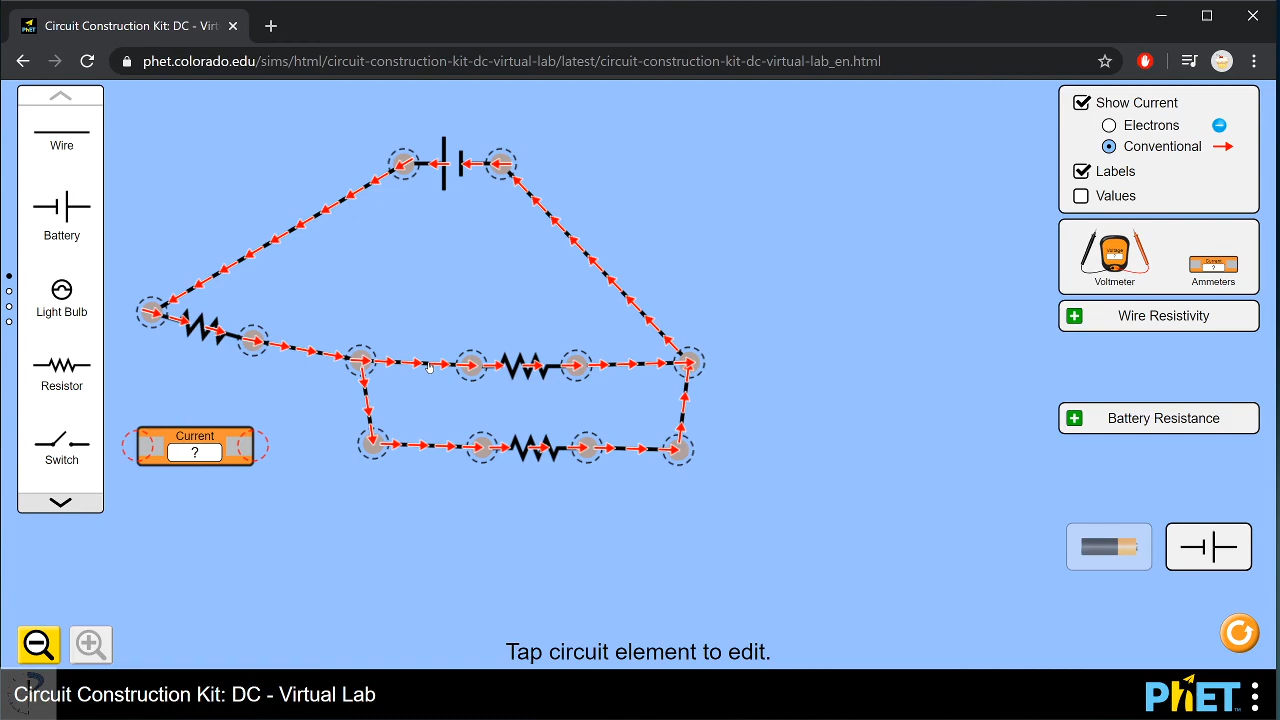 Circuit Construction Kit: DC - Virt
phet.colorado.edu/sims/html/circuit-construction-kit-dc-virtual-lab/latest/circuit-construction-kit-dc-virtual-lab_en.html
Wire
Battery
Light Bulb
Resistor
Switch
Current
?
Show Current
Electrons
Conventional
Labels
Values
Voltage
?
Voltmeter
Current
?
Ammeters
Wire Resistivity
Battery Resistance
Tap circuit element to edit.
Circuit Construction Kit: DC - Virtual Lab
PhET